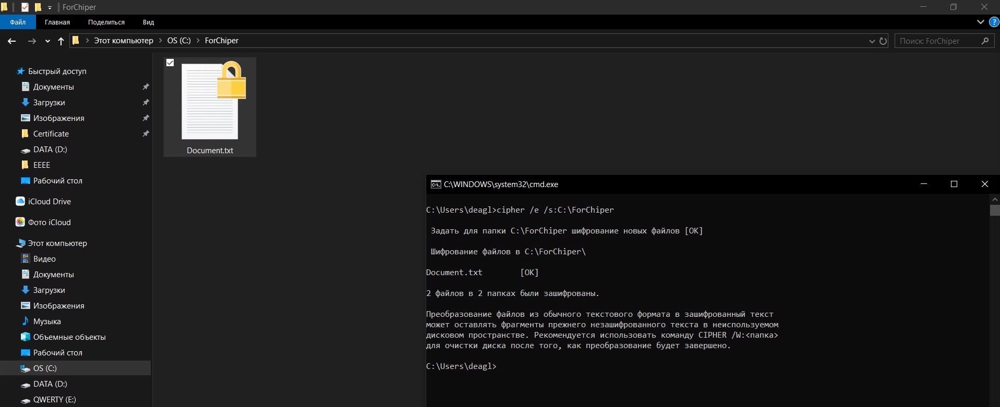 ForChiper
Файл Главная Поделиться Вид
Этот компьютер > OS (C:) > ForChiper
Поиск: ForChiper
Быстрый доступ
Документы
Загрузки
Изображения
Certificate
DATA (D:)
EEEE
Рабочий стол
iCloud Drive
Фото iCloud
Этот компьютер
Видео
Документы
Загрузки
Изображения
Музыка
Объемные объекты
Рабочий стол
OS (C:)
DATA (D:)
QWERTY (E:)
Document.txt
C:\WINDOWS\system32\cmd.exe
C:\Users\deagl>cipher /e /s:C:\ForChiper
Задать для папки C:\ForChiper шифрование новых файлов [OK]
Шифрование файлов в C:\ForChiper\
Document.txt [OK]
2 файлов в 2 папках были зашифрованы.
Преобразование файлов из обычного текстового формата в зашифрованный текст
может оставлять фрагменты прежнего незашифрованного текста в неиспользуемом
дисковом пространстве. Рекомендуется использовать команду CIPHER /W:<папка>
для очистки диска после того, как преобразование будет завершено.
C:\Users\deagl>